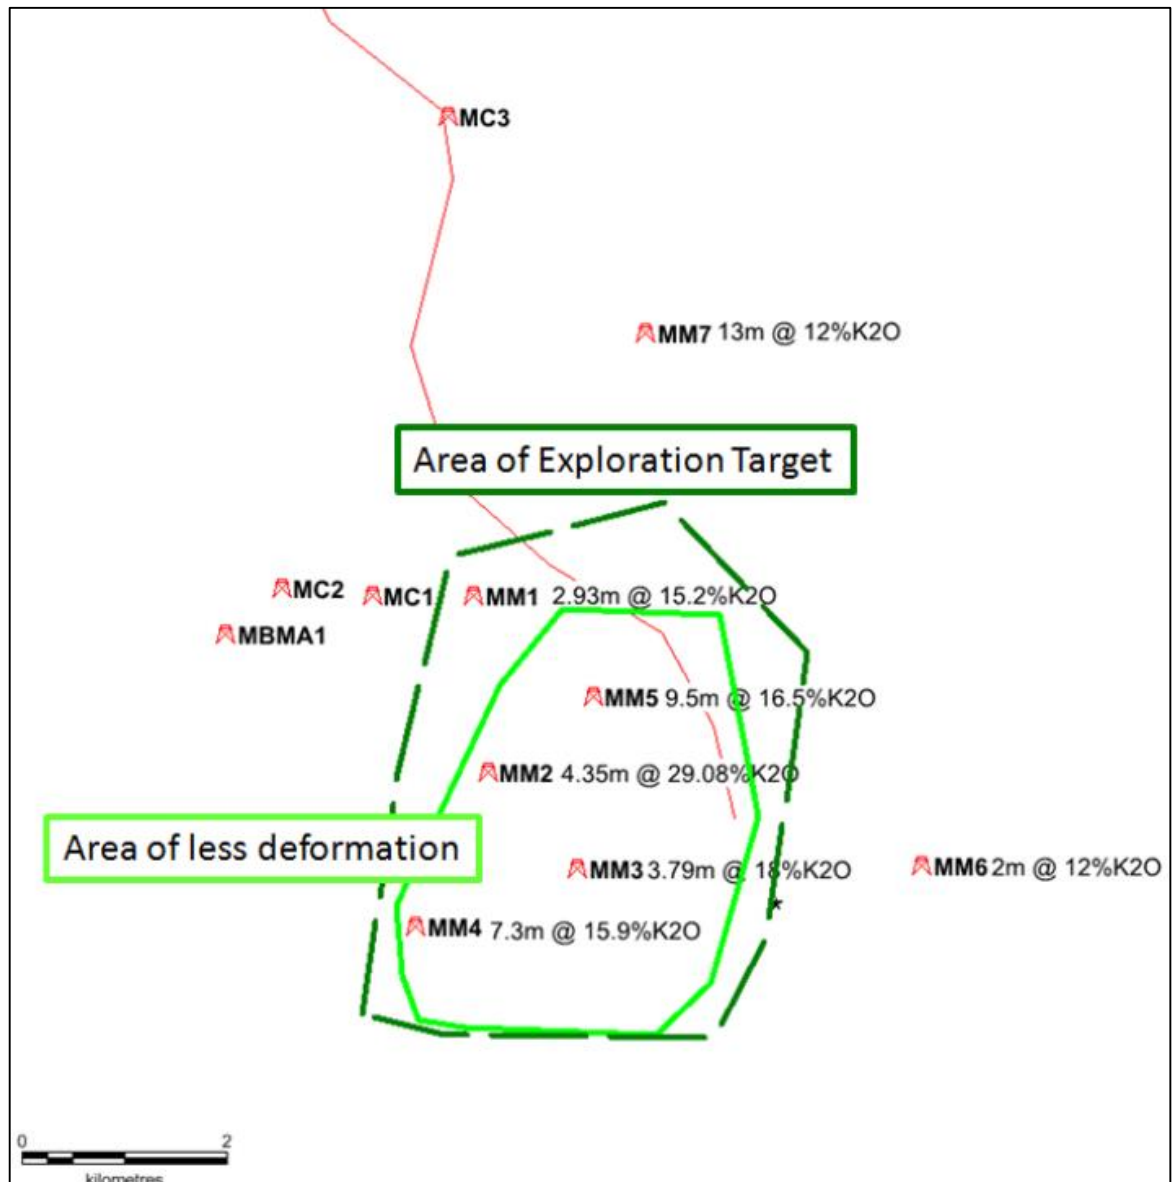 MC3
MM7 13m @ 12%K2O
Area of Exploration Target
MC2
MC1
MM1 2.93m @ 15.2%K2O
MBMA1
MM5 9.5m @ 16.5%K2O
MM2 4.35m @ 29.08%K2O
Area of less deformation
MM3 3.79m @ 18%K2O
MM6 2m @ 12%K2O
*
MM4 7.3m @ 15.9%K2O
0 2
kilometres